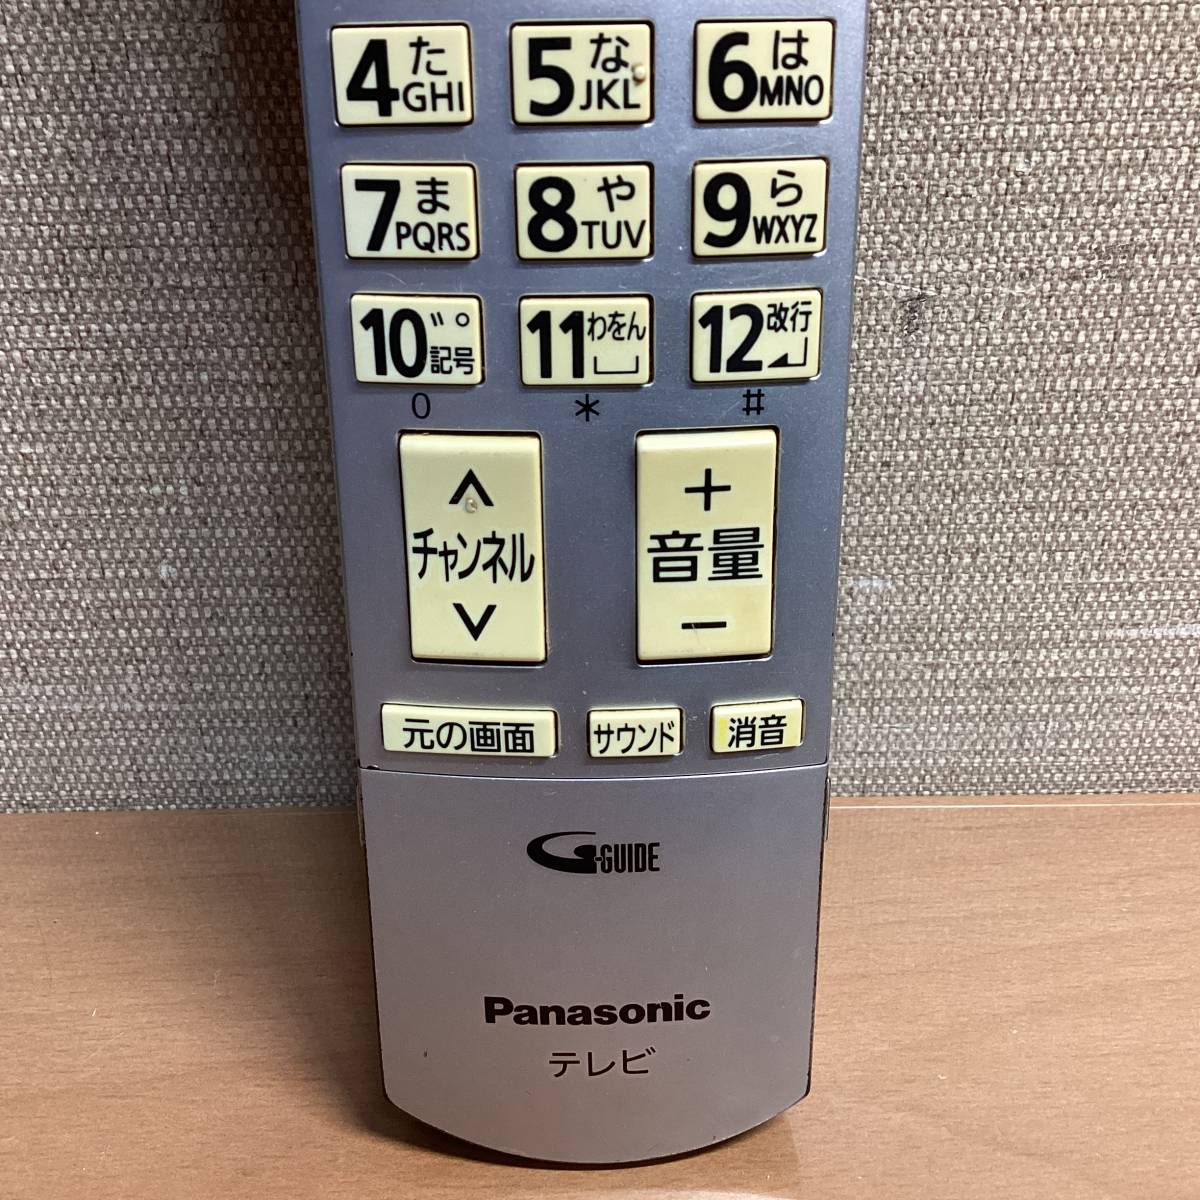 4 た GHI 5 な JKL 6 は MNO
7 ま PQRS 8 や TUV 9 ら WXYZ
10 ゛゜ 記号 11 わをん 12 改行
0 * #
チャンネル + 音量 −
元の画面 サウンド 消音
G-GUIDE
Panasonic
テレビ